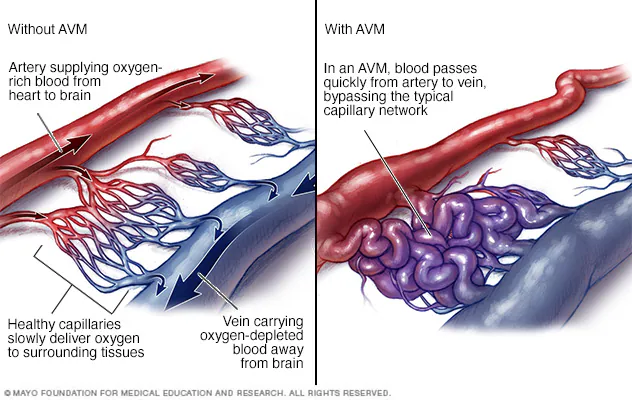 Without AVM
Artery supplying oxygen-
rich blood from
heart to brain
Healthy capillaries
slowly deliver oxygen
to surrounding tissues
Vein carrying
oxygen-depleted
blood away
from brain
With AVM
In an AVM, blood passes
quickly from artery to vein,
bypassing the typical
capillary network
© MAYO FOUNDATION FOR MEDICAL EDUCATION AND RESEARCH. ALL RIGHTS RESERVED.